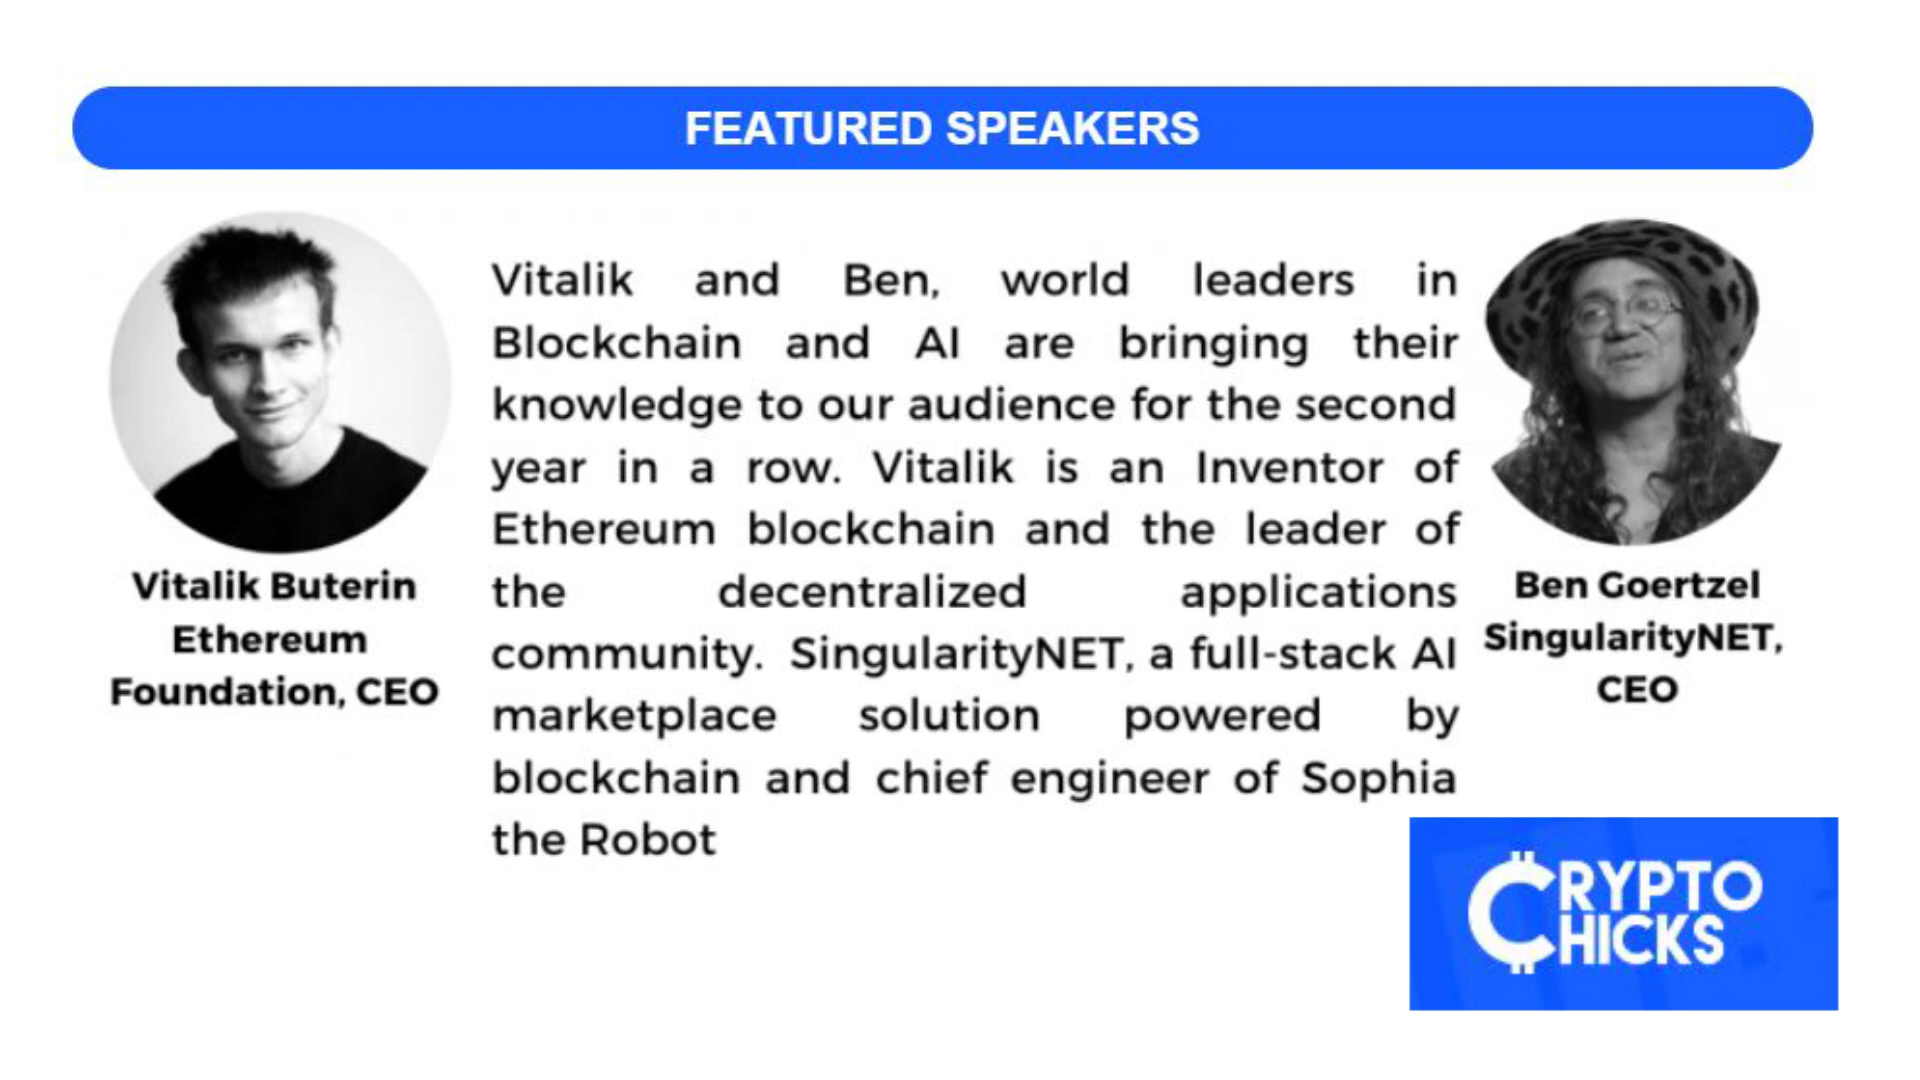 FEATURED SPEAKERS
Vitalik and Ben, world leaders in
Blockchain and AI are bringing their
knowledge to our audience for the second
year in a row. Vitalik is an Inventor of
Ethereum blockchain and the leader of
the decentralized applications
community. SingularityNET, a full-stack AI
marketplace solution powered by
blockchain and chief engineer of Sophia
the Robot
Vitalik Buterin
Ethereum
Foundation, CEO
Ben Goertzel
SingularityNET,
CEO
CRYPTO
CHICKS